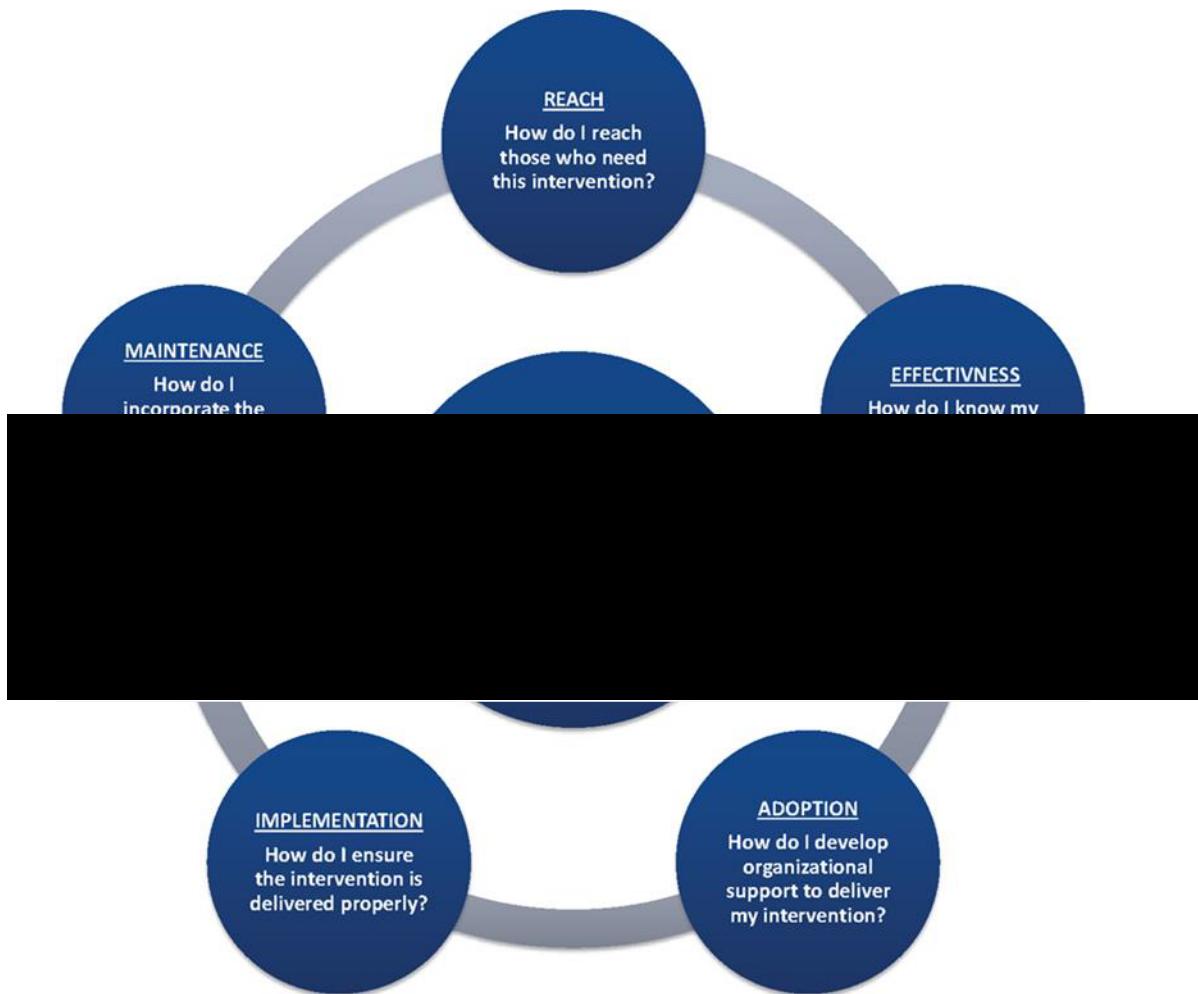 REACH
How do I reach
those who need
this intervention?
MAINTENANCE
How do I
incorporate the
EFFECTIVNESS
How do I know my
IMPLEMENTATION
How do I ensure
the intervention is
delivered properly?
ADOPTION
How do I develop
organizational
support to deliver
my intervention?